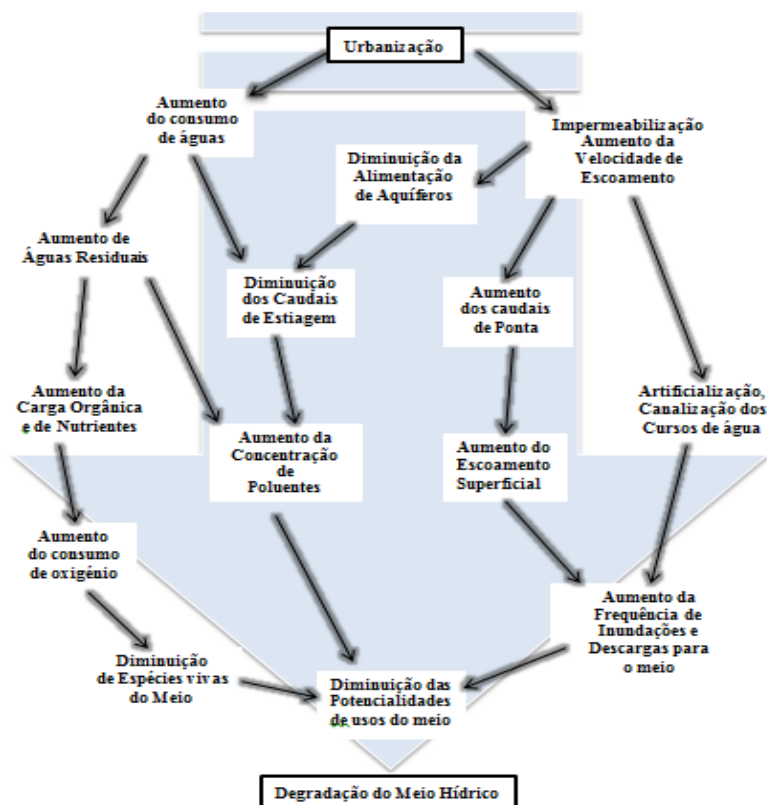 Urbanização
Aumento
do consumo
de águas
Impermeabilização
Aumento da
Velocidade de
Escoamento
Diminuição da
Alimentação
de Aquíferos
Aumento de
Águas Residuais
Diminuição
dos Caudais
de Estiagem
Aumento
dos caudais
de Ponta
Aumento da
Carga Orgânica
e de Nutrientes
Artificialização,
Canalização dos
Cursos de água
Aumento da
Concentração
de
Poluentes
Aumento do
Escoamento
Superficial
Aumento
do consumo
de oxigénio
Aumento da
Frequência de
Inundações e
Descargas para
o meio
Diminuição
de Espécies vivas
do Meio
Diminuição das
Potencialidades
de usos do meio
Degradação do Meio Hídrico